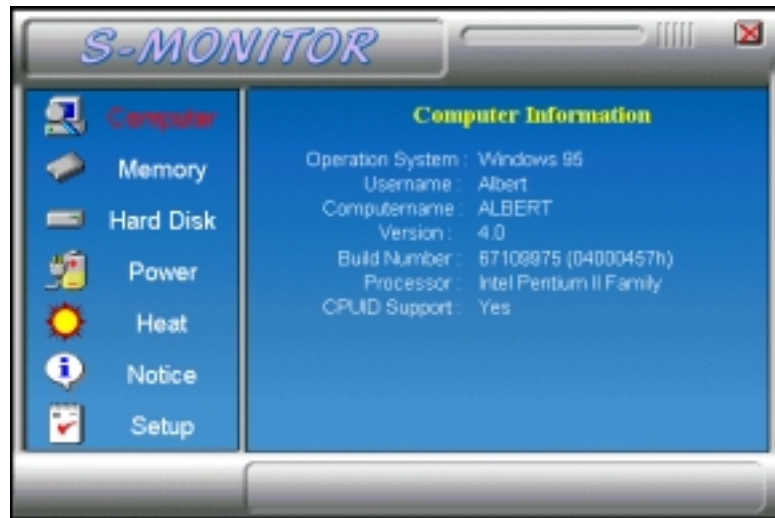 S-MONITOR
Computer
Memory
Hard Disk
Power
Heat
Notice
Setup
Computer Information
Operation System : Windows 95
Username : Albert
Computername : ALBERT
Version : 4.0
Build Number : 67109975 (04000457h)
Processor : Intel Pentium II Family
CPUID Support : Yes